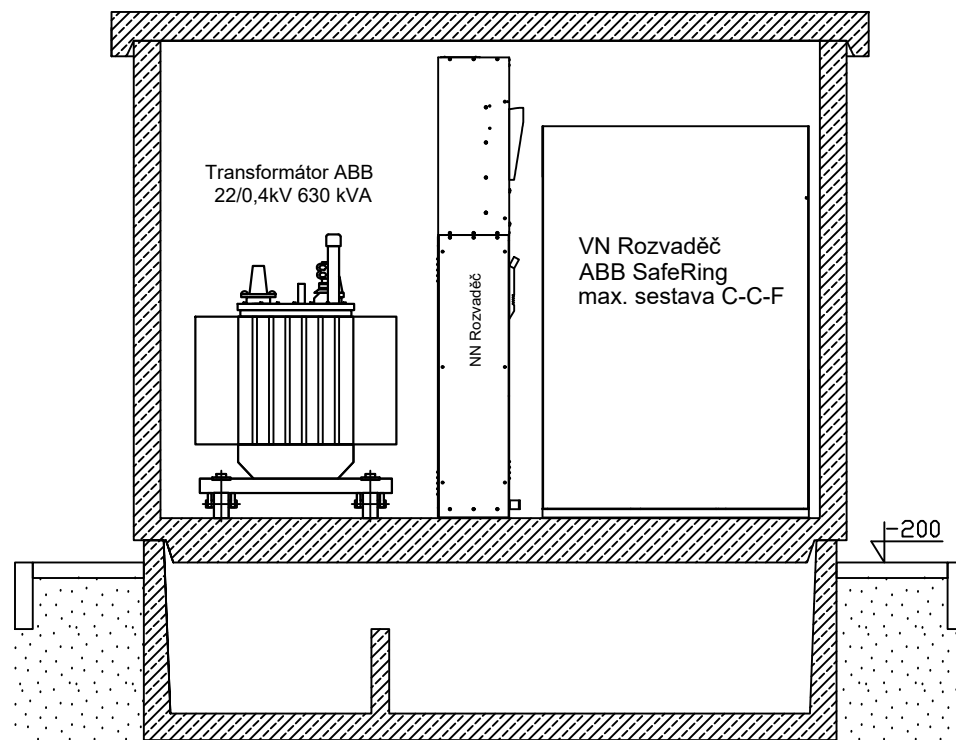 Transformátor ABB
22/0,4kV 630 kVA
NN Rozvaděč
VN Rozvaděč
ABB SafeRing
max. sestava C-C-F
-200